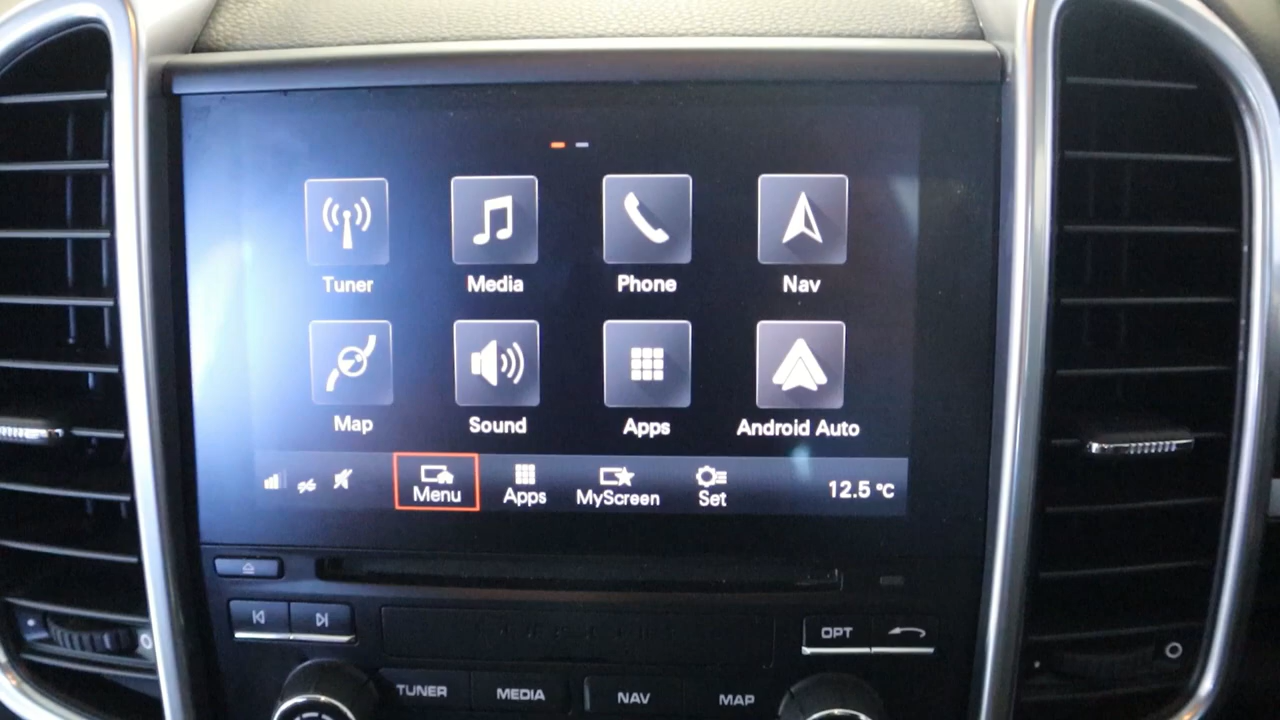 Tuner Media Phone Nav
Map Sound Apps Android Auto
Menu Apps MyScreen Set 12.5 °C
OPT
TUNER MEDIA NAV MAP